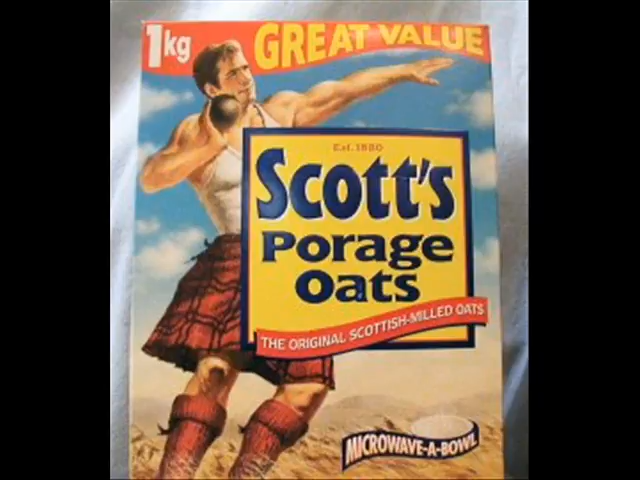 1kg
GREAT VALUE
Est. 1880
Scott's
Porage
Oats
THE ORIGINAL SCOTTISH-MILLED OATS
MICROWAVE-A-BOWL